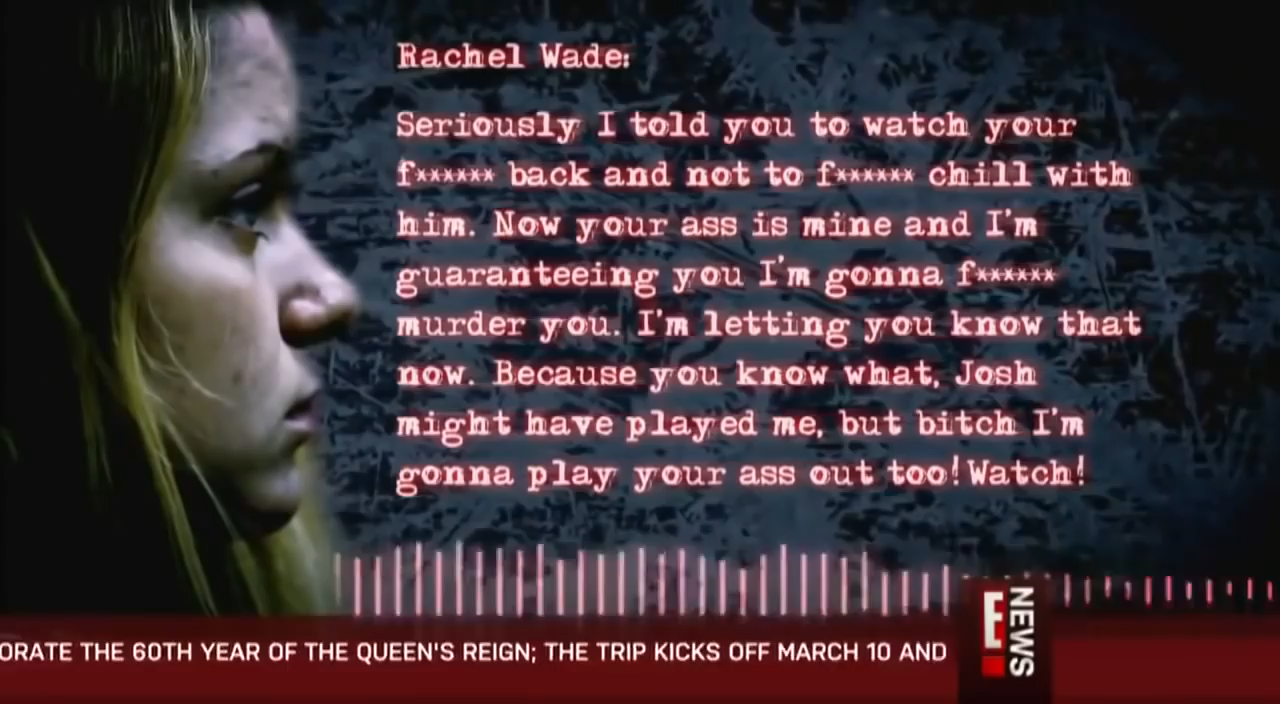 Rachel Wade:
Seriously I told you to watch your
f****** back and not to f****** chill with
him. Now your ass is mine and I'm
guaranteeing you I'm gonna f******
murder you. I'm letting you know that
now. Because you know what, Josh
might have played me, but bitch I'm
gonna play your ass out too! Watch!
ORATE THE 60TH YEAR OF THE QUEEN'S REIGN; THE TRIP KICKS OFF MARCH 10 AND
E! NEWS